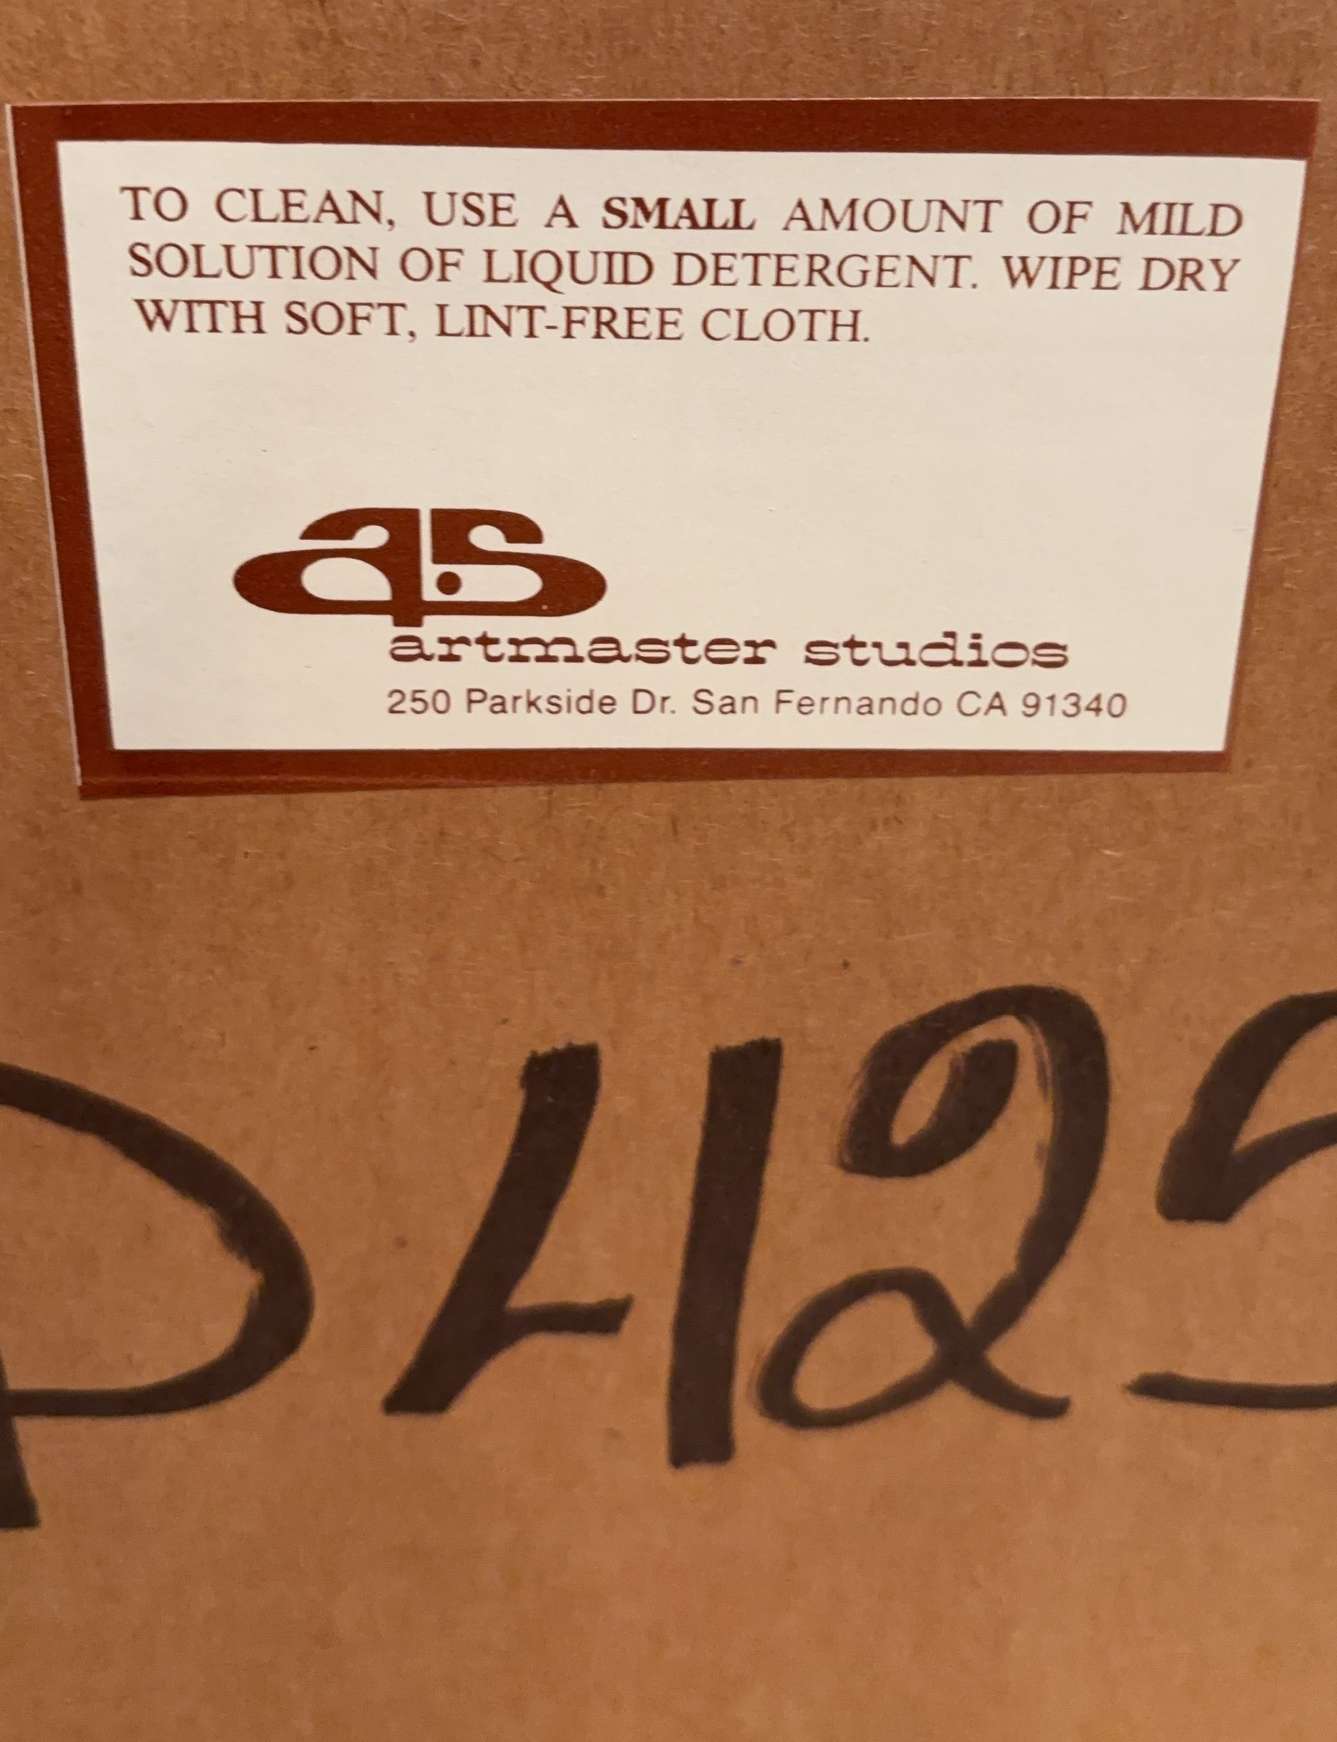 TO CLEAN, USE A SMALL AMOUNT OF MILD
SOLUTION OF LIQUID DETERGENT. WIPE DRY
WITH SOFT, LINT-FREE CLOTH.
a.s
artmaster studios
250 Parkside Dr. San Fernando CA 91340
P425